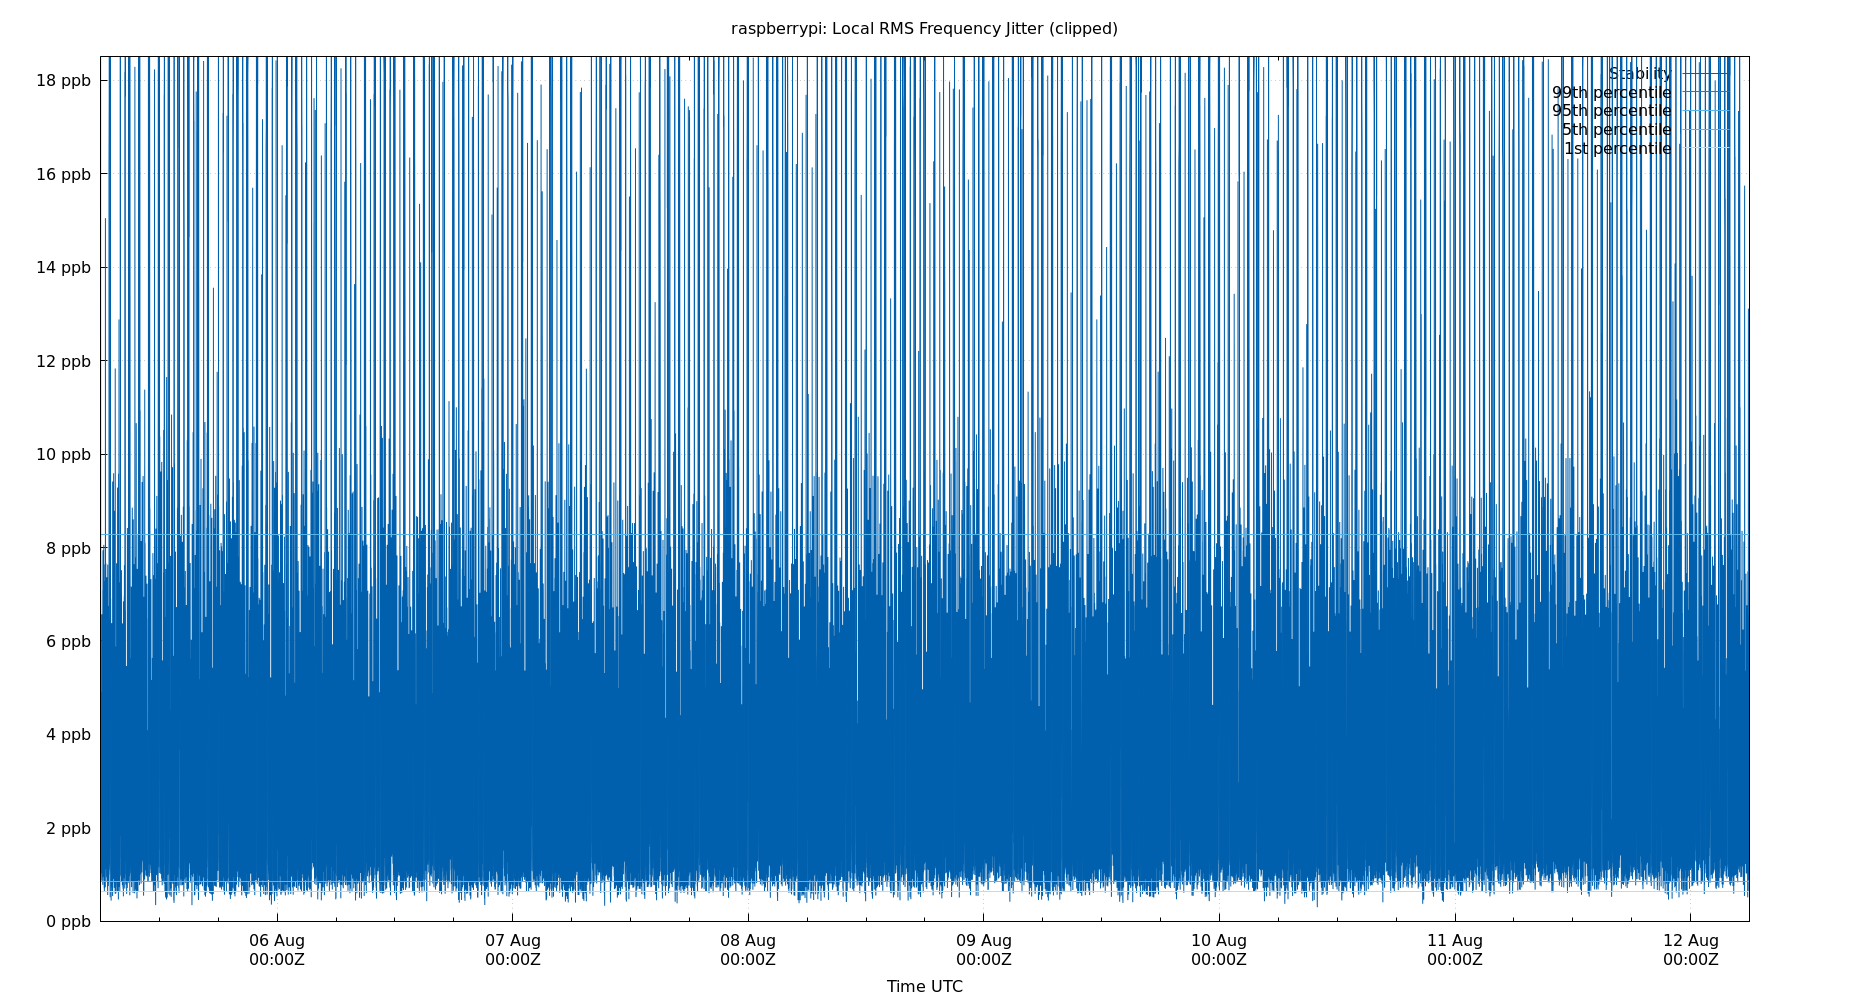 raspberrypi: Local RMS Frequency Jitter (clipped)
18 ppb
16 ppb
14 ppb
12 ppb
10 ppb
8 ppb
6 ppb
4 ppb
2 ppb
0 ppb
Stability
99th percentile
95th percentile
5th percentile
1st percentile
06 Aug
00:00Z
07 Aug
00:00Z
08 Aug
00:00Z
09 Aug
00:00Z
10 Aug
00:00Z
11 Aug
00:00Z
12 Aug
00:00Z
Time UTC